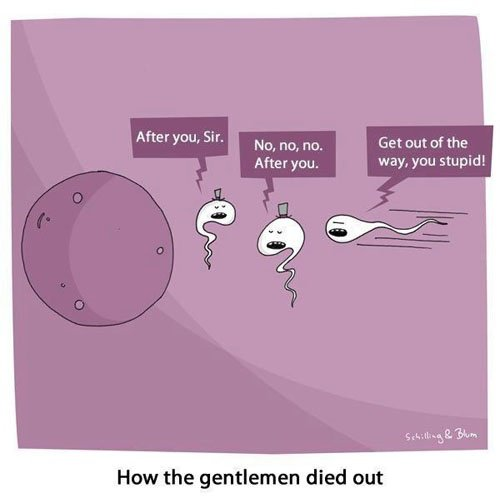 After you, Sir.
No, no, no.
After you.
Get out of the
way, you stupid!
Schilling & Blum
How the gentlemen died out